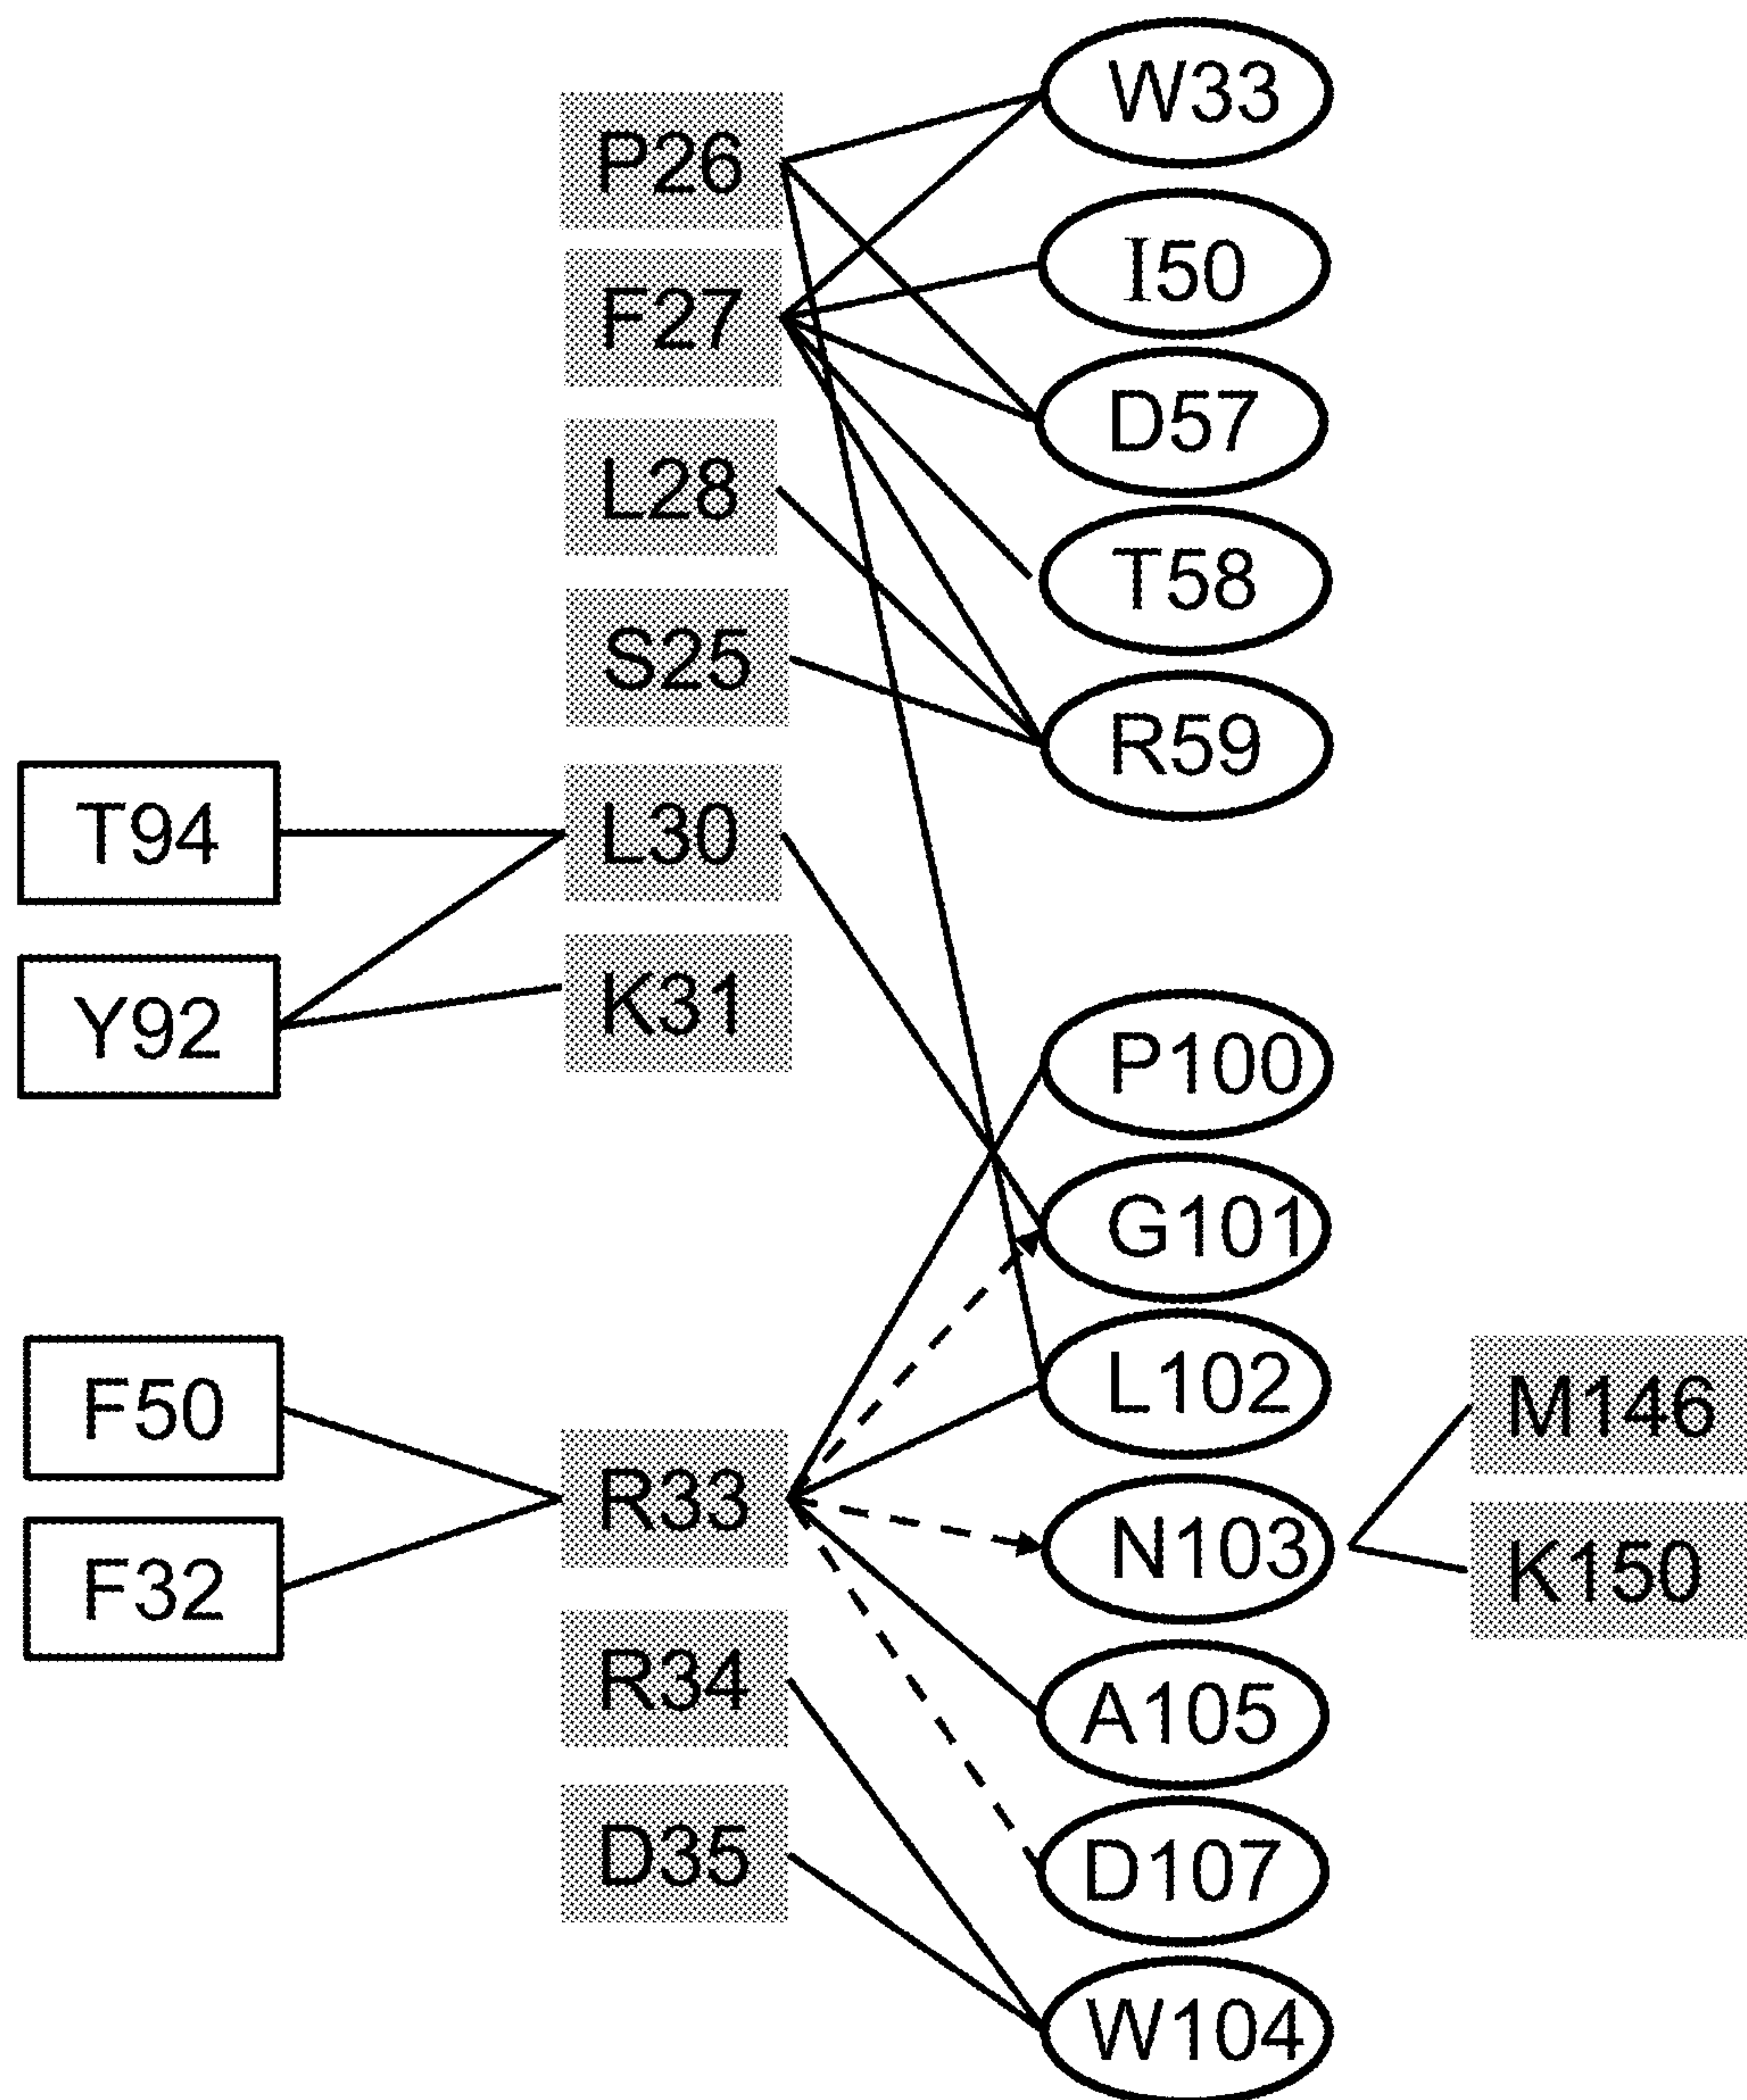 W33
P26
I50
F27
D57
L28
T58
S25
R59
T94
L30
Y92
K31
P100
G101
F50
L102
M146
R33
N103
K150
F32
R34
A105
D35
D107
W104